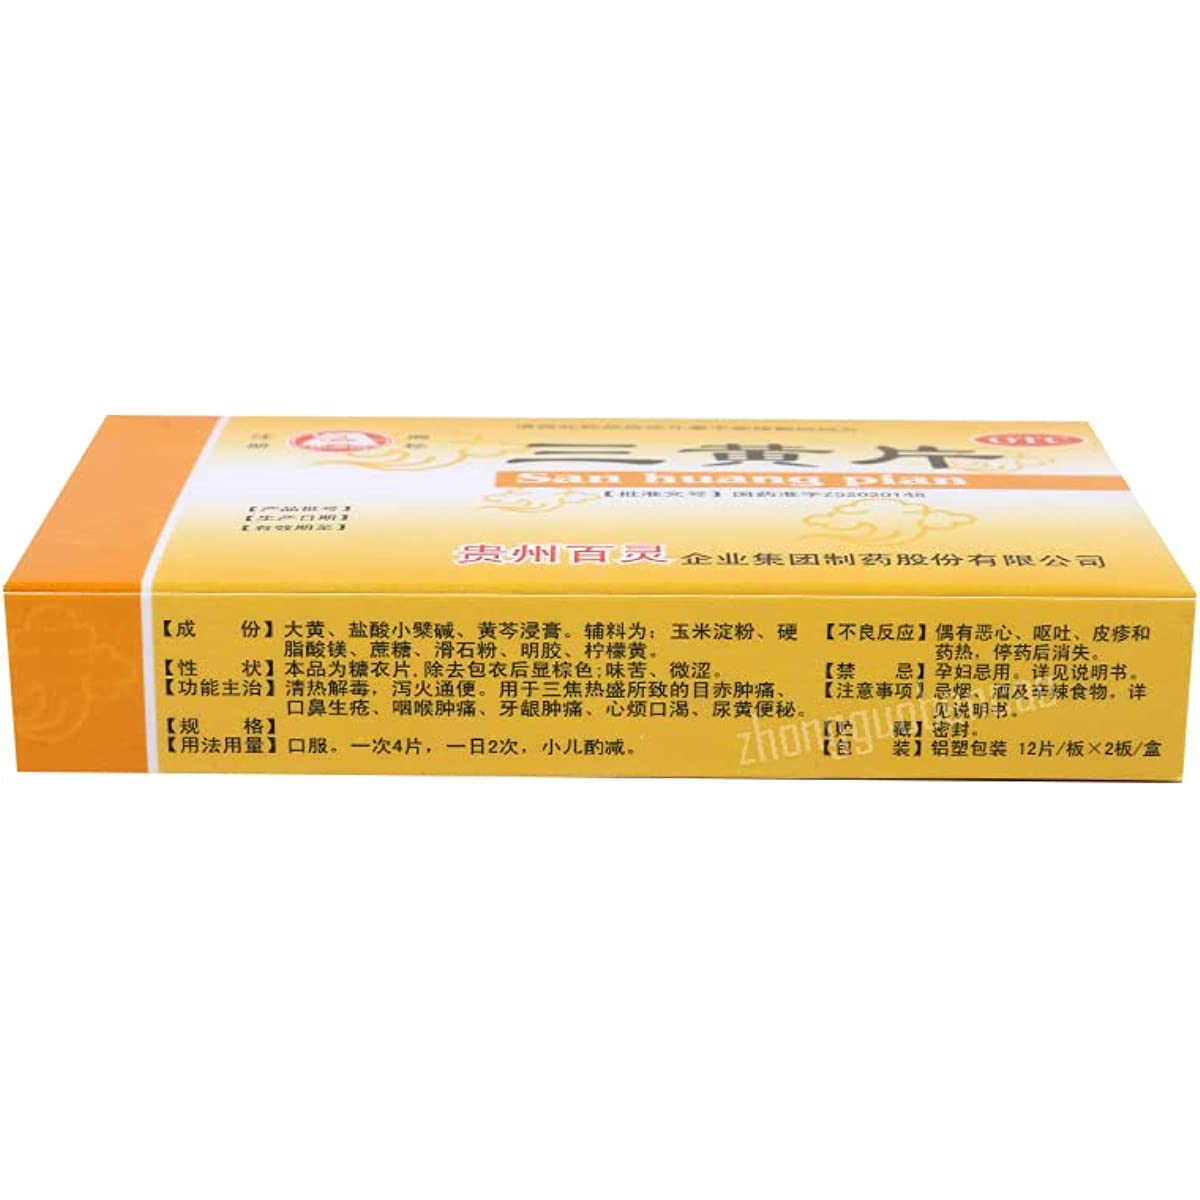 注册
商标
OTC
三黄片
San huang pian
【批准文号】国药准字Z52020148
【产品批号】
【生产日期】
【有效期至】
贵州百灵 企业集团制药股份有限公司
【成 份】大黄、盐酸小檗碱、黄芩浸膏。辅料为：玉米淀粉、硬
脂酸镁、蔗糖、滑石粉、明胶、柠檬黄。
【性 状】本品为糖衣片,除去包衣后显棕色;味苦、微涩。
【功能主治】清热解毒，泻火通便。用于三焦热盛所致的目赤肿痛、
口鼻生疮、咽喉肿痛、牙龈肿痛、心烦口渴、尿黄便秘。
【规 格】
【用法用量】口服。一次4片，一日2次，小儿酌减。
【不良反应】偶有恶心、呕吐、皮疹和
药热，停药后消失。
【禁 忌】孕妇忌用。详见说明书。
【注意事项】忌烟、酒及辛辣食物，详
见说明书。
【贮 藏】密封。
【包 装】铝塑包装 12片/板×2板/盒